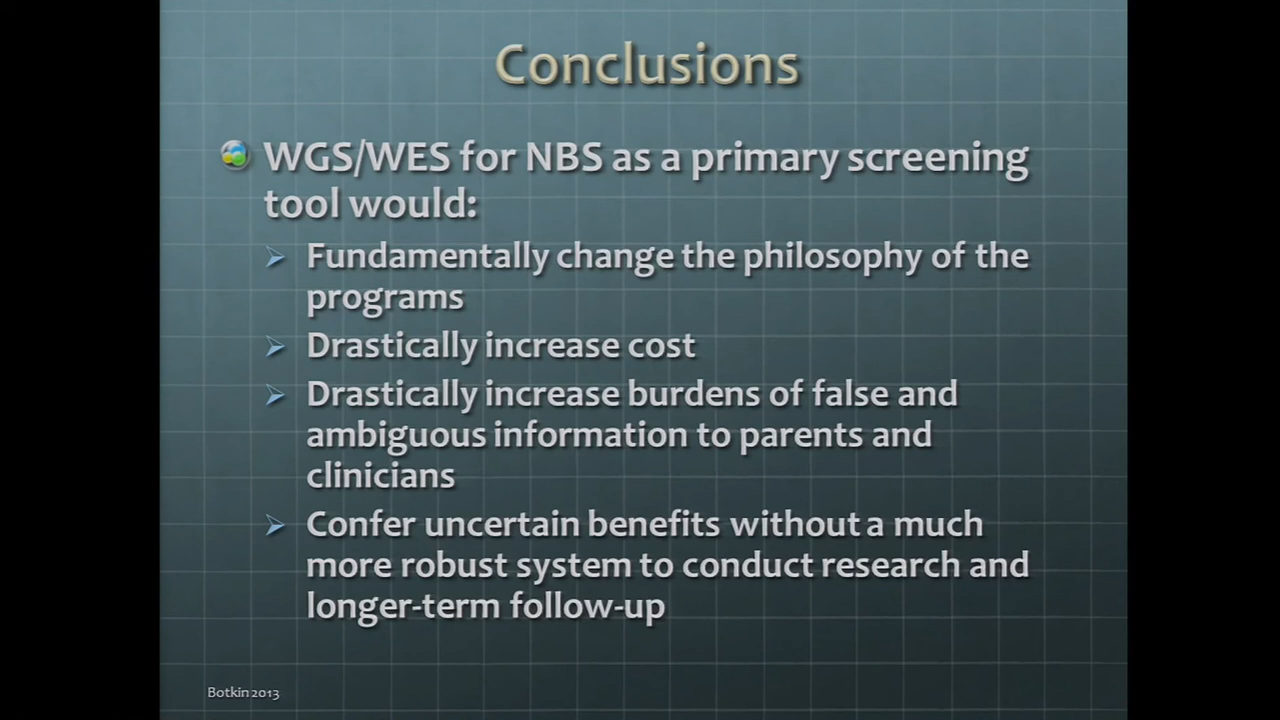 Conclusions
WGS/WES for NBS as a primary screening
tool would:
Fundamentally change the philosophy of the
programs
Drastically increase cost
Drastically increase burdens of false and
ambiguous information to parents and
clinicians
Confer uncertain benefits without a much
more robust system to conduct research and
longer-term follow-up
Botkin 2013